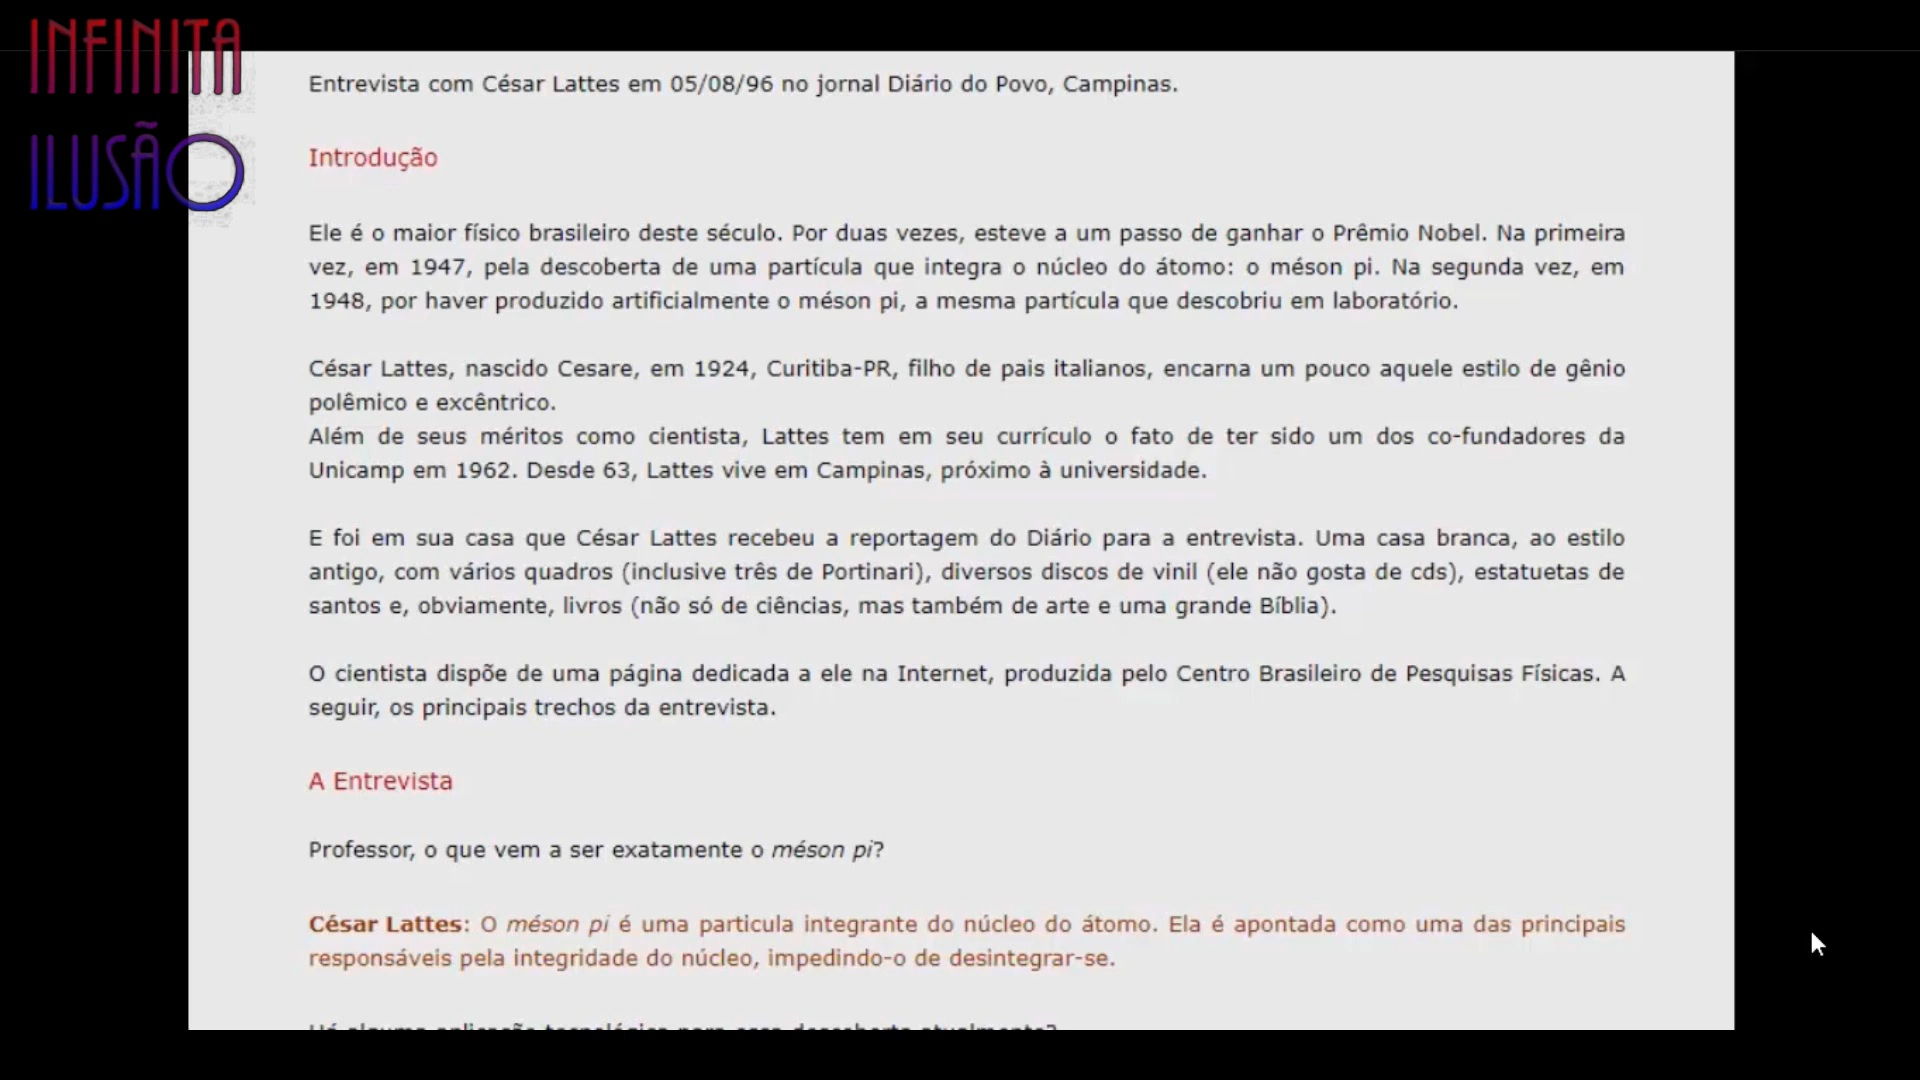 INFINITA
ILUSÃO
Entrevista com César Lattes em 05/08/96 no jornal Diário do Povo, Campinas.
Introdução
Ele é o maior físico brasileiro deste século. Por duas vezes, esteve a um passo de ganhar o Prêmio Nobel. Na primeira
vez, em 1947, pela descoberta de uma partícula que integra o núcleo do átomo: o méson pi. Na segunda vez, em
1948, por haver produzido artificialmente o méson pi, a mesma partícula que descobriu em laboratório.
César Lattes, nascido Cesare, em 1924, Curitiba-PR, filho de pais italianos, encarna um pouco aquele estilo de gênio
polêmico e excêntrico.
Além de seus méritos como cientista, Lattes tem em seu currículo o fato de ter sido um dos co-fundadores da
Unicamp em 1962. Desde 63, Lattes vive em Campinas, próximo à universidade.
E foi em sua casa que César Lattes recebeu a reportagem do Diário para a entrevista. Uma casa branca, ao estilo
antigo, com vários quadros (inclusive três de Portinari), diversos discos de vinil (ele não gosta de cds), estatuetas de
santos e, obviamente, livros (não só de ciências, mas também de arte e uma grande Bíblia).
O cientista dispõe de uma página dedicada a ele na Internet, produzida pelo Centro Brasileiro de Pesquisas Físicas. A
seguir, os principais trechos da entrevista.
A Entrevista
Professor, o que vem a ser exatamente o méson pi?
César Lattes: O méson pi é uma particula integrante do núcleo do átomo. Ela é apontada como uma das principais
responsáveis pela integridade do núcleo, impedindo-o de desintegrar-se.
Há alguma aplicação tecnológica para essa descoberta atualmente?